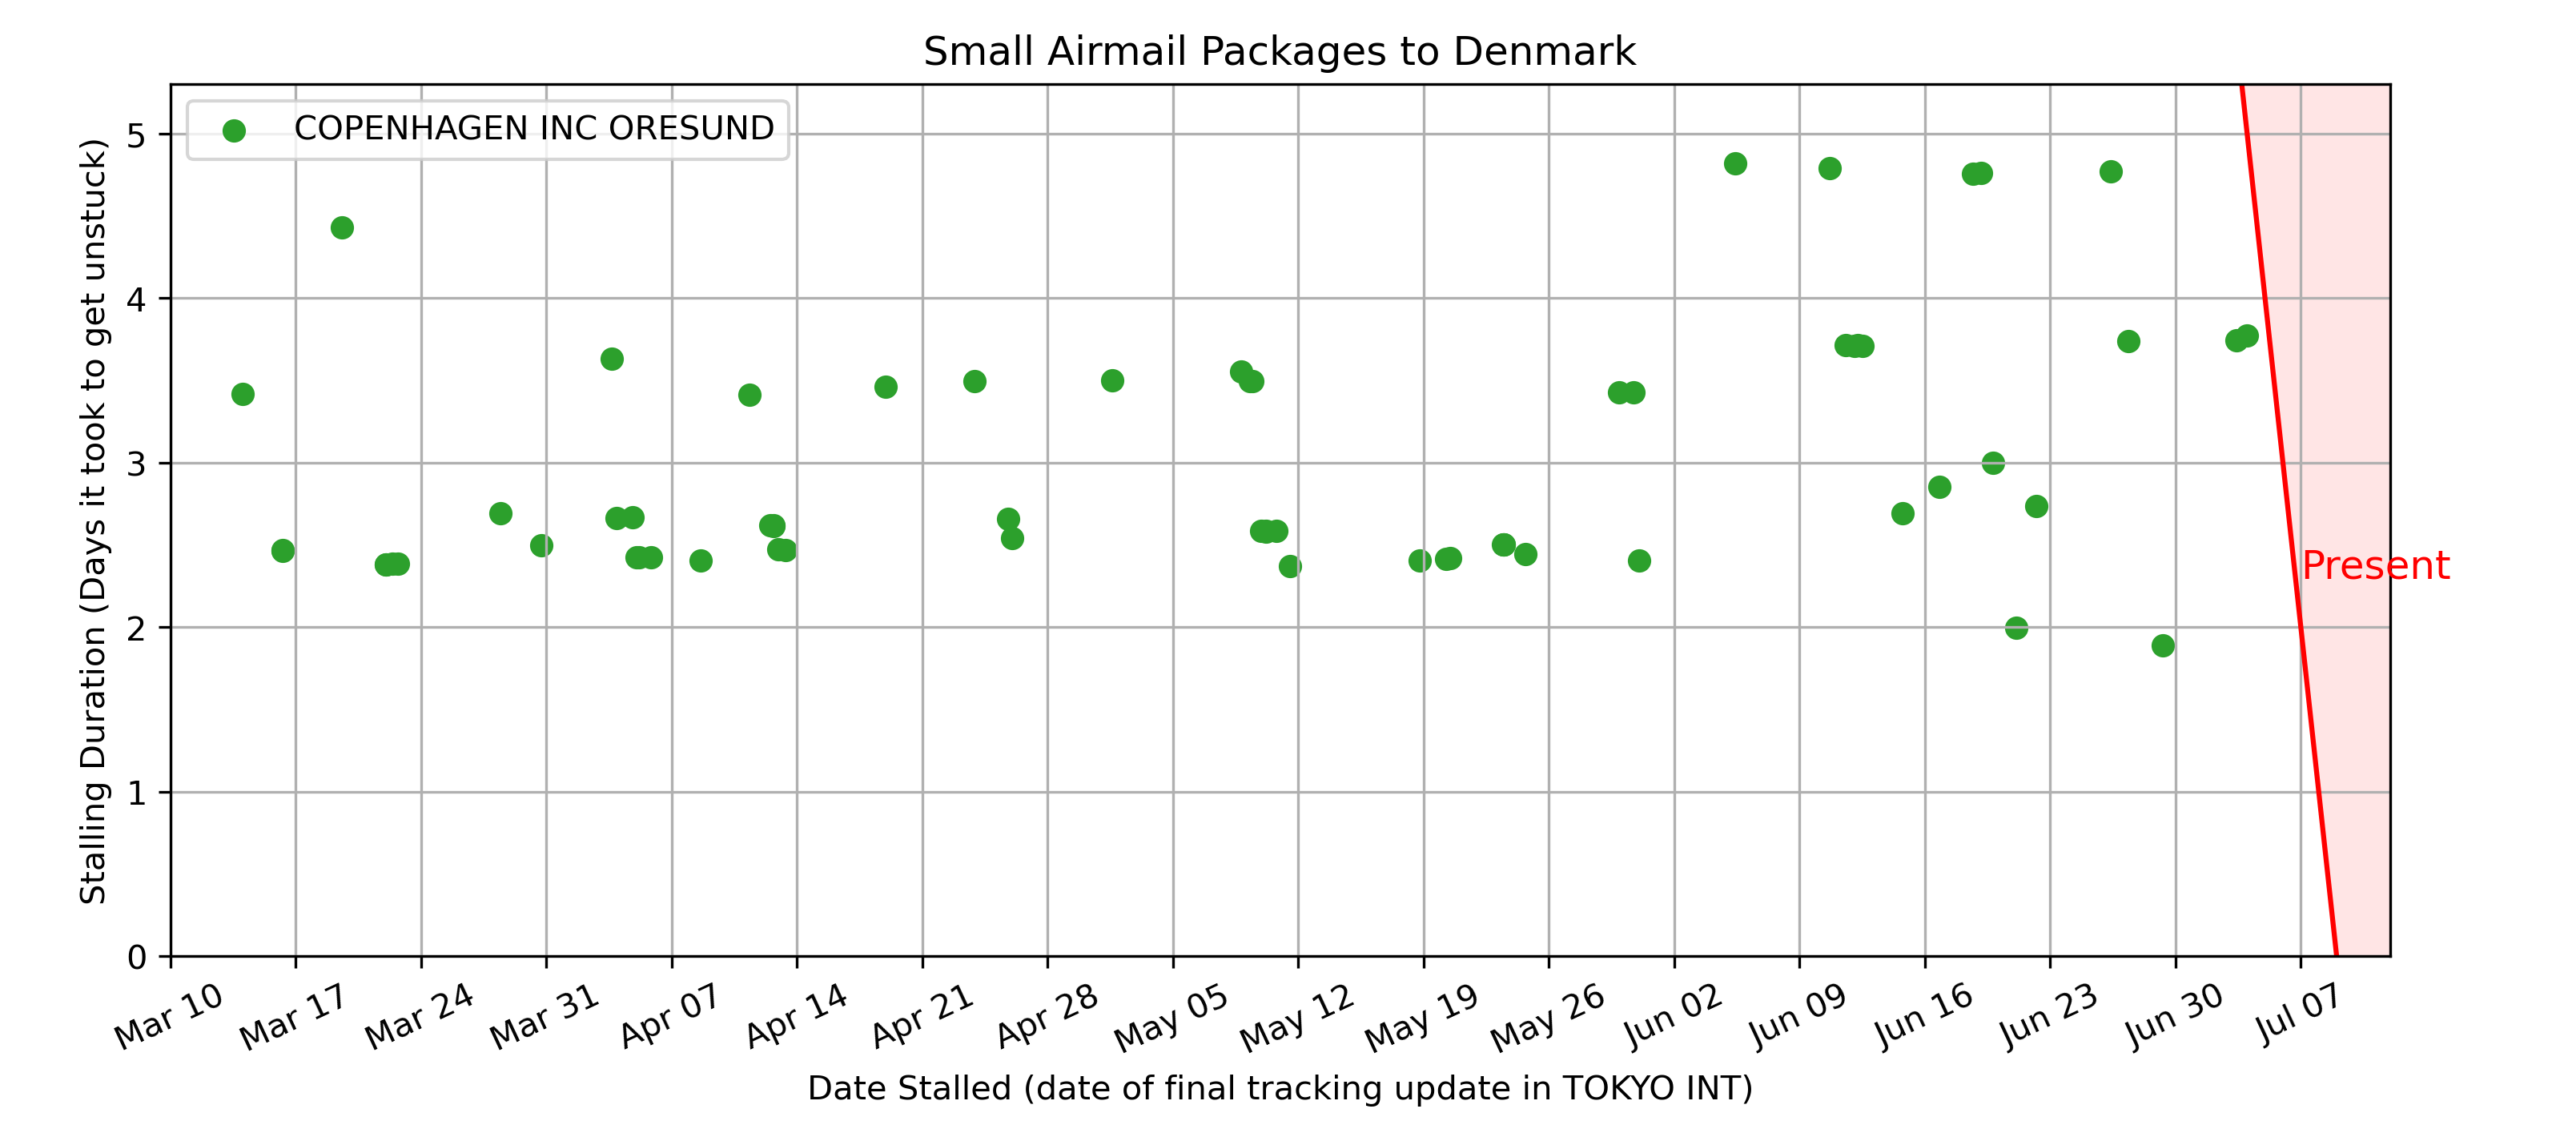 Small Airmail Packages to Denmark
COPENHAGEN INC ORESUND
Stalling Duration (Days it took to get unstuck)
5
4
3
2
1
0
Present
Mar 10
Mar 17
Mar 24
Mar 31
Apr 07
Apr 14
Apr 21
Apr 28
May 05
May 12
May 19
May 26
Jun 02
Jun 09
Jun 16
Jun 23
Jun 30
Jul 07
Date Stalled (date of final tracking update in TOKYO INT)